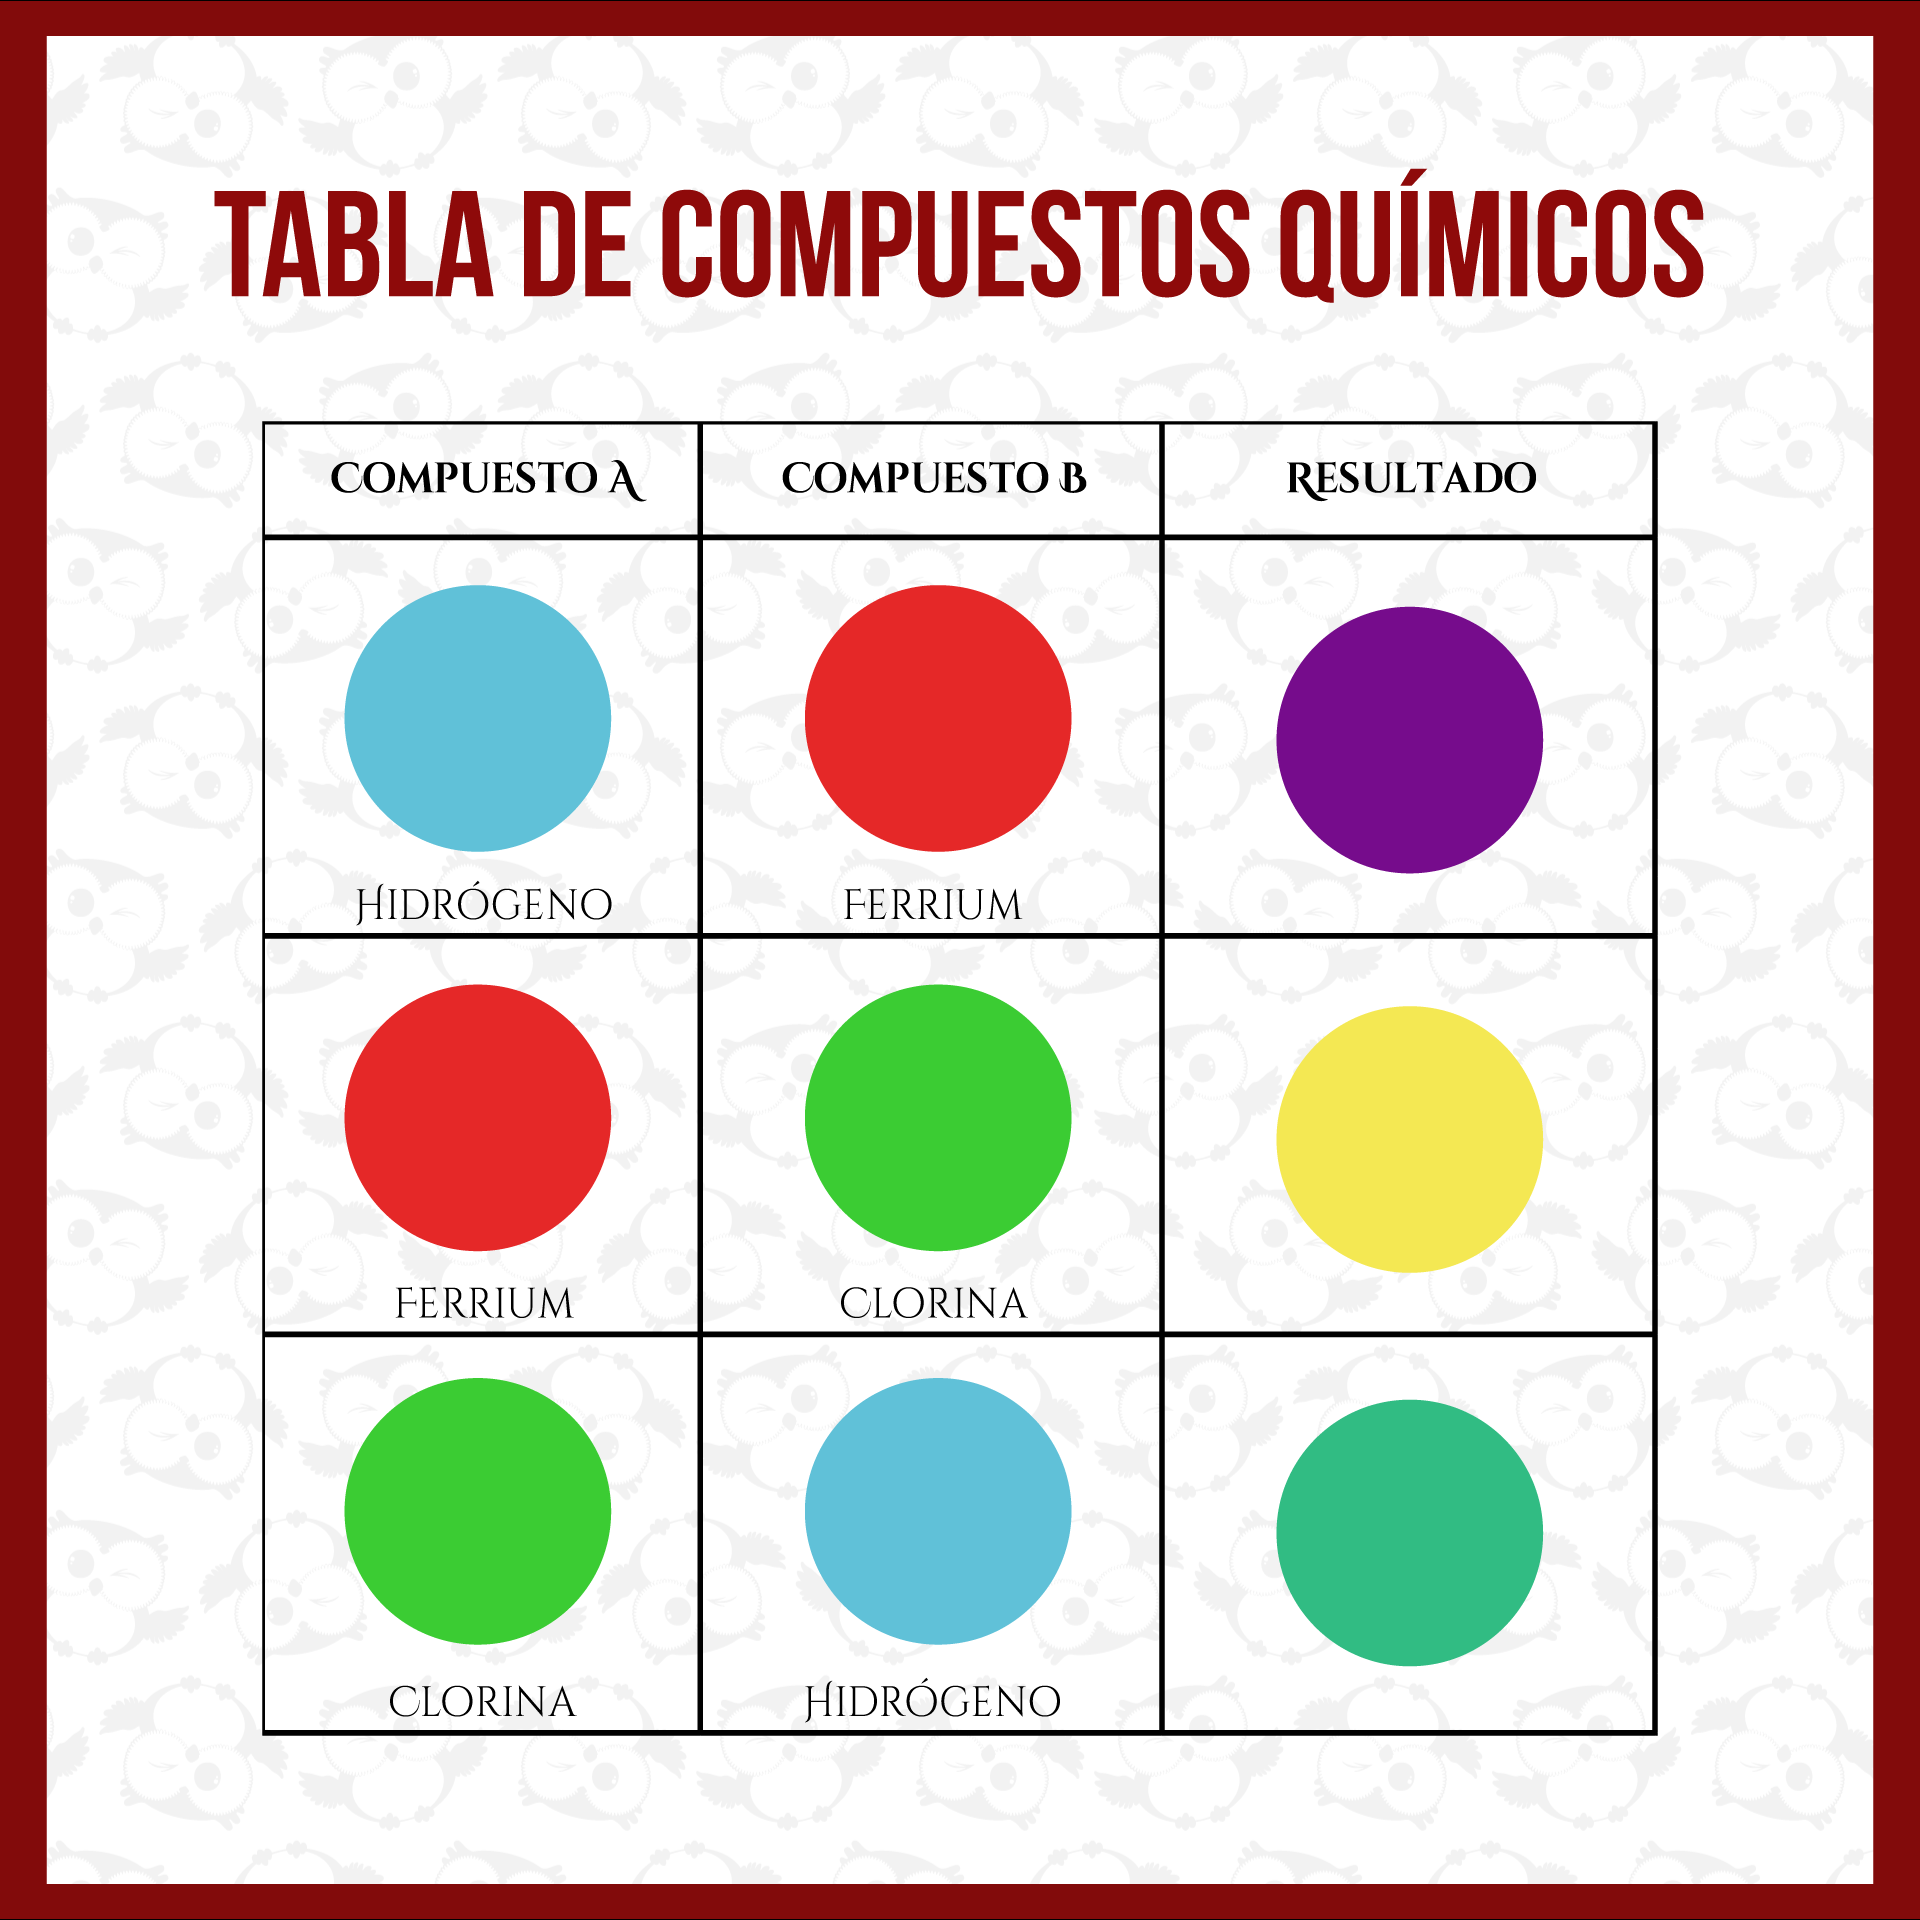 TABLA DE COMPUESTOS QUÍMICOS
COMPUESTO A COMPUESTO B RESULTADO
HIDRÓGENO FERRIUM
FERRIUM CLORINA
CLORINA HIDRÓGENO